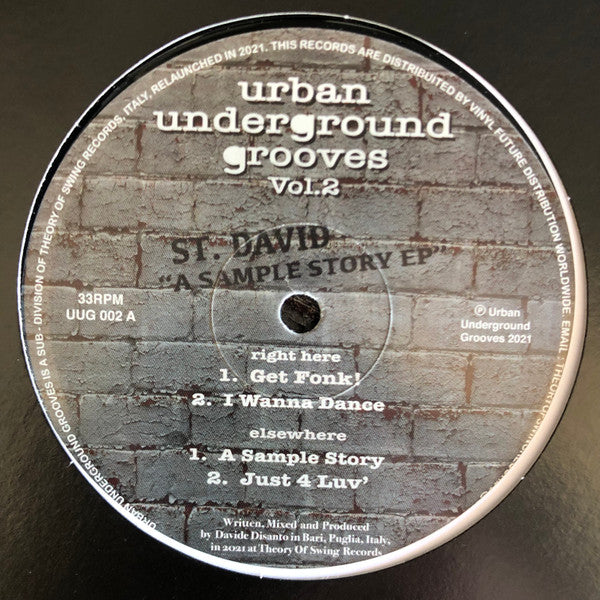 URBAN UNDERGROUND GROOVES IS A SUB - DIVISION OF THEORY OF SWING RECORDS, ITALY, RELAUNCHED IN 2021. THIS RECORDS ARE DISTRIBUITED BY VINYL FUTURE DISTRIBUTION WORLDWIDE. EMAIL
urban
underground
grooves
Vol.2
ST. DAVID
"A SAMPLE STORY EP"
33RPM
UUG 002 A
℗ Urban
Underground
Grooves 2021
right here
1. Get Fonk!
2. I Wanna Dance
elsewhere
1. A Sample Story
2. Just 4 Luv'
Written, Mixed and Produced
by Davide Disanto in Bari, Puglia, Italy,
in 2021 at Theory Of Swing Records